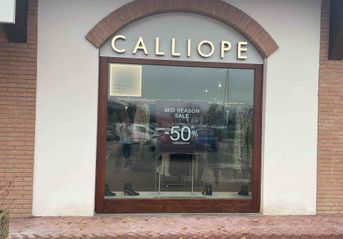 CALLIOPE
MID SEASON
SALE
-50%